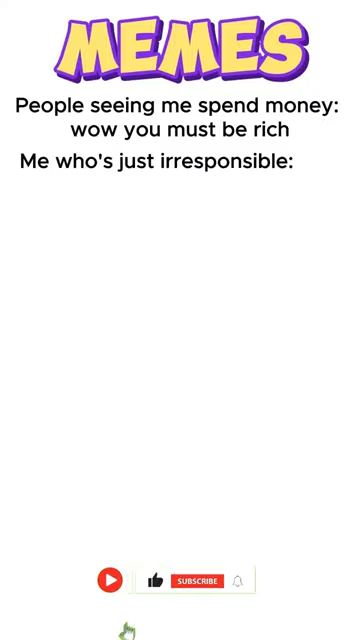 MEMES
People seeing me spend money:
wow you must be rich
Me who's just irresponsible:
SUBSCRIBE